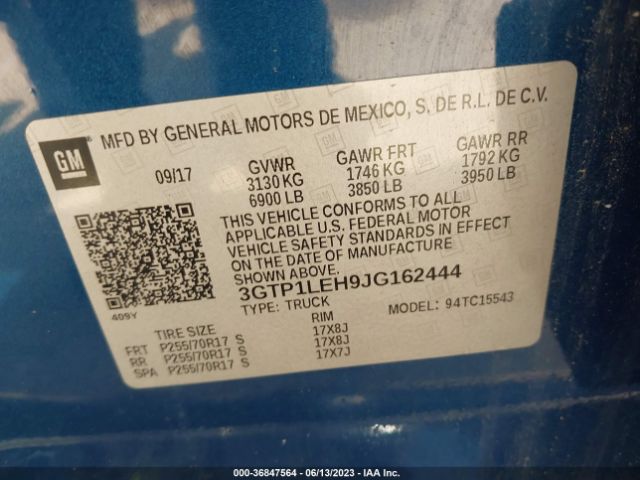 MFD BY GENERAL MOTORS DE MEXICO, S. DE R.L. DE C.V.
GM
09/17 GVWR GAWR FRT GAWR RR
3130 KG 1746 KG 1792 KG
6900 LB 3850 LB 3950 LB
THIS VEHICLE CONFORMS TO ALL
APPLICABLE U.S. FEDERAL MOTOR
VEHICLE SAFETY STANDARDS IN EFFECT
ON THE DATE OF MANUFACTURE
SHOWN ABOVE.
3GTP1LEH9JG162444
409Y
TYPE: TRUCK MODEL: 94TC15543
TIRE SIZE RIM
FRT P255/70R17 S 17X8J
RR P255/70R17 S 17X8J
SPA P255/70R17 S 17X7J
000-36847564 - 06/13/2023 - IAA Inc.